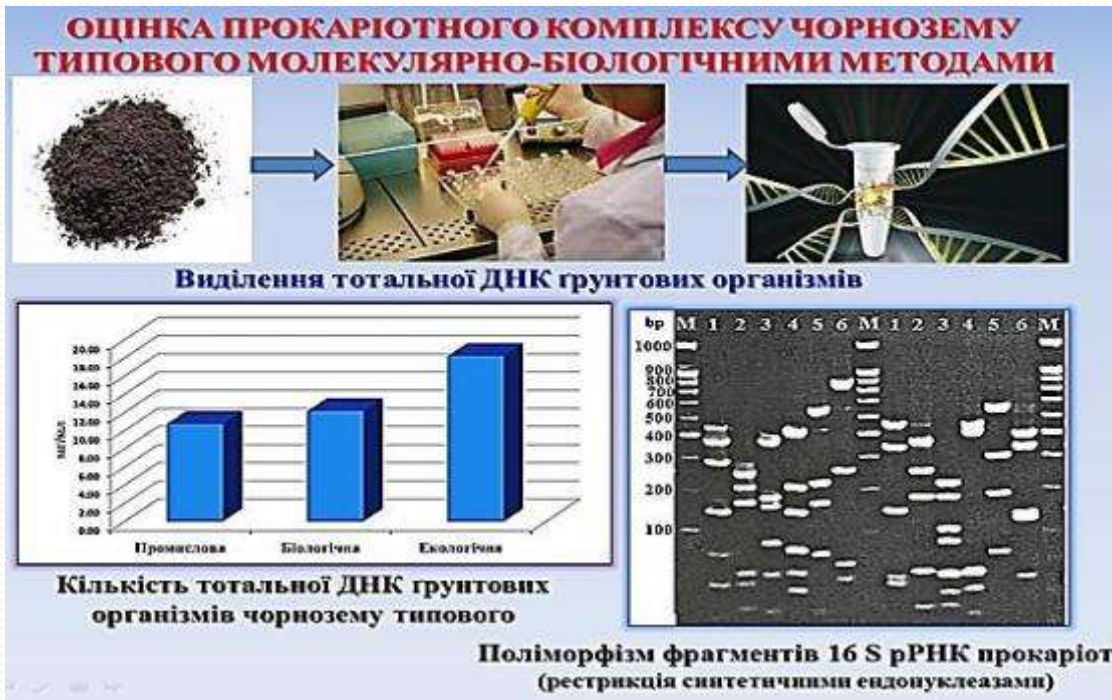 ОЦІНКА ПРОКАРІОТНОГО КОМПЛЕКСУ ЧОРНОЗЕМУ
ТИПОВОГО МОЛЕКУЛЯРНО-БІОЛОГІЧНИМИ МЕТОДАМИ
Виділення тотальної ДНК ґрунтових організмів
20.00
18.00
16.00
14.00
12.00
10.00
8.00
6.00
4.00
2.00
0.00
мг/мл
Промислова Біологічна Екологічна
Кількість тотальної ДНК ґрунтових
організмів чорнозему типового
bp M 1 2 3 4 5 6 M 1 2 3 4 5 6 M
1000
900
800
700
600
500
400
300
200
100
Поліморфізм фрагментів 16 S рРНК прокаріот
(рестрикція синтетичними ендонуклеазами)